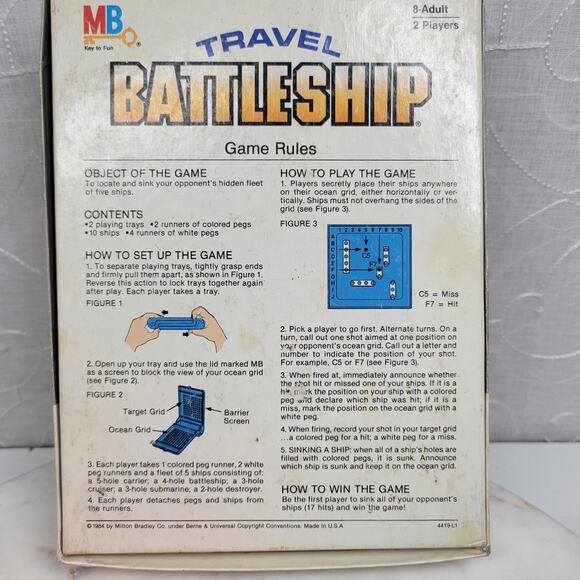 MB
Key to Fun
®
8-Adult
2 Players
TRAVEL
BATTLESHIP®
Game Rules
OBJECT OF THE GAME
To locate and sink your opponent's hidden fleet
of five ships.
CONTENTS
•2 playing trays •2 runners of colored pegs
•10 ships •4 runners of white pegs
HOW TO SET UP THE GAME
1. To separate playing trays, tightly grasp ends
and firmly pull them apart, as shown in Figure 1.
Reverse this action to lock trays together again
after play. Each player takes a tray.
FIGURE 1
2. Open up your tray and use the lid marked MB
as a screen to block the view of your ocean grid
(see Figure 2).
FIGURE 2
Target Grid
Barrier
Screen
Ocean Grid
3. Each player takes 1 colored peg runner, 2 white
peg runners and a fleet of 5 ships consisting of:
a 5-hole carrier; a 4-hole battleship; a 3-hole
cruiser; a 3-hole submarine; a 2-hole destroyer.
4. Each player detaches pegs and ships from
the runners.
HOW TO PLAY THE GAME
1. Players secretly place their ships anywhere
on their ocean grid, either horizontally or ver-
tically. Ships must not overhang the sides of the
grid (see Figure 3).
FIGURE 3
1 2 3 4 5 6 7 8 9 10
A
B
C
D
E
F
G
H
I
J
C5
F7
C5 = Miss
F7 = Hit
2. Pick a player to go first. Alternate turns. On a
turn, call out one shot aimed at one position on
your opponent's ocean grid. Call out a letter and
number to indicate the position of your shot.
For example, C5 or F7 (see Figure 3).
3. When fired at, immediately announce whether
the shot hit or missed one of your ships. If it is a
hit, mark the position on your ship with a colored
peg and declare which ship was hit; if it is a
miss, mark the position on the ocean grid with a
white peg.
4. When firing, record your shot in your target grid
...a colored peg for a hit; a white peg for a miss.
5. SINKING A SHIP: when all of a ship's holes are
filled with colored pegs, it is sunk. Announce
which ship is sunk and keep it on the ocean grid.
HOW TO WIN THE GAME
Be the first player to sink all of your opponent's
ships (17 hits) and win the game!
©1984 by Milton Bradley Co. under Berne & Universal Copyright Conventions. Made in U.S.A
4419-L1